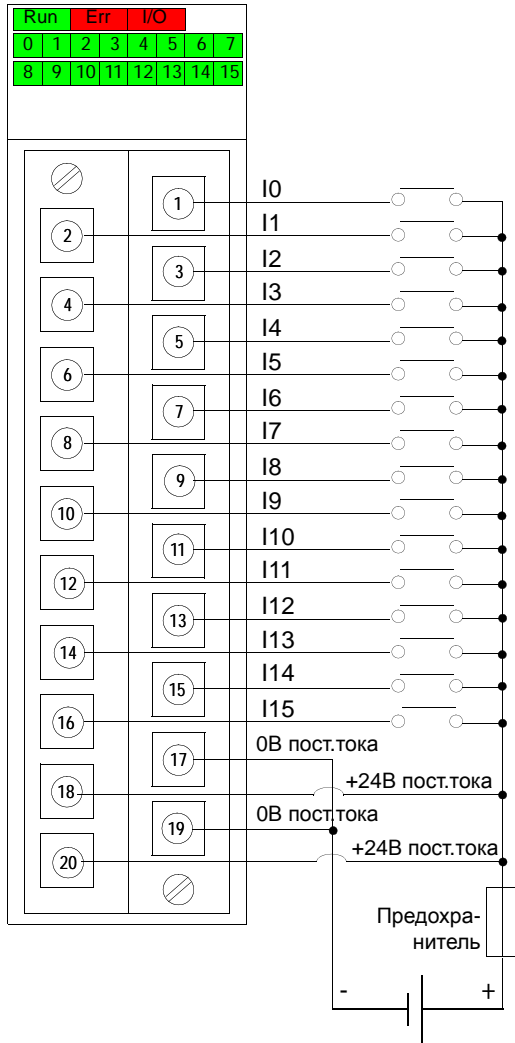 Run Err I/O
0 1 2 3 4 5 6 7
8 9 10 11 12 13 14 15
1 I0
2 I1
3 I2
4 I3
5 I4
6 I5
7 I6
8 I7
9 I8
10 I9
11 I10
12 I11
13 I12
14 I13
15 I14
16 I15
17 0В пост.тока
18 +24В пост.тока
19 0В пост.тока
20 +24В пост.тока
Предохра-
нитель
- +